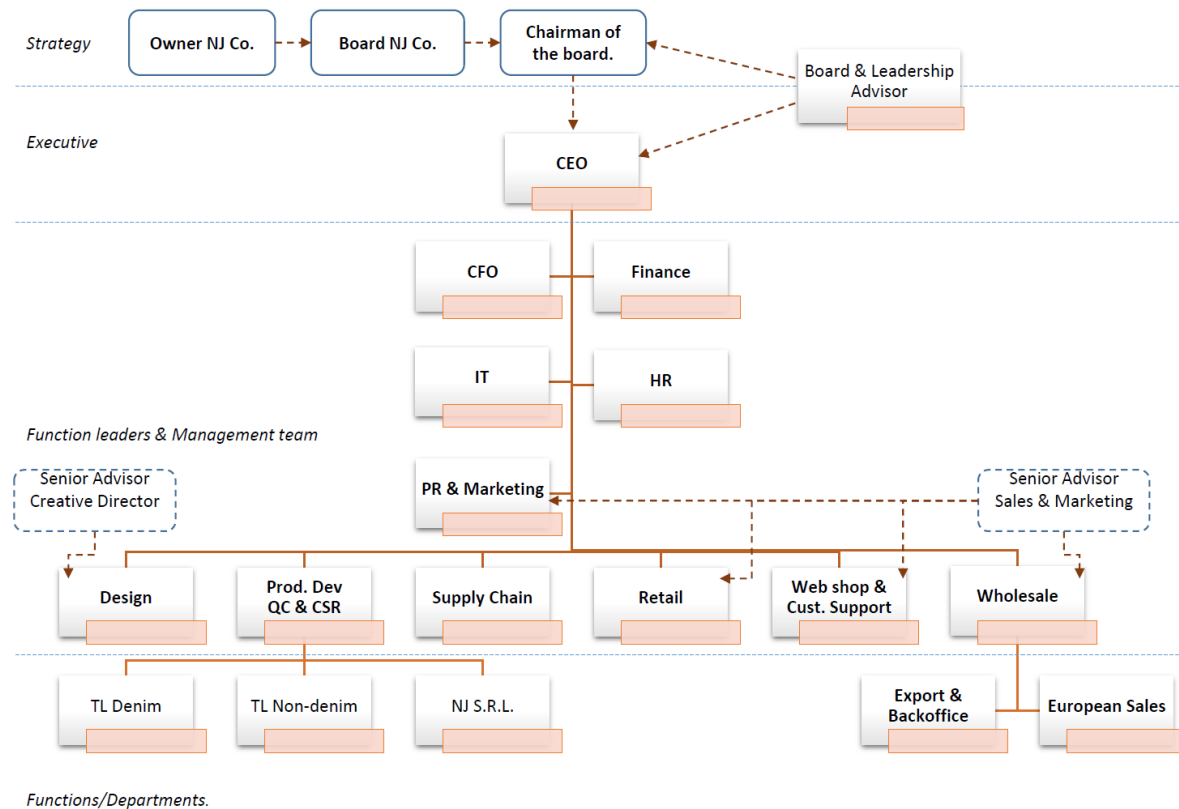 Strategy
Owner NJ Co.
Board NJ Co.
Chairman of
the board.
Board & Leadership
Advisor
Executive
CEO
CFO
Finance
IT
HR
Function leaders & Management team
Senior Advisor
Creative Director
PR & Marketing
Senior Advisor
Sales & Marketing
Design
Prod. Dev
QC & CSR
Supply Chain
Retail
Web shop &
Cust. Support
Wholesale
TL Denim
TL Non-denim
NJ S.R.L.
Export &
Backoffice
European Sales
Functions/Departments.